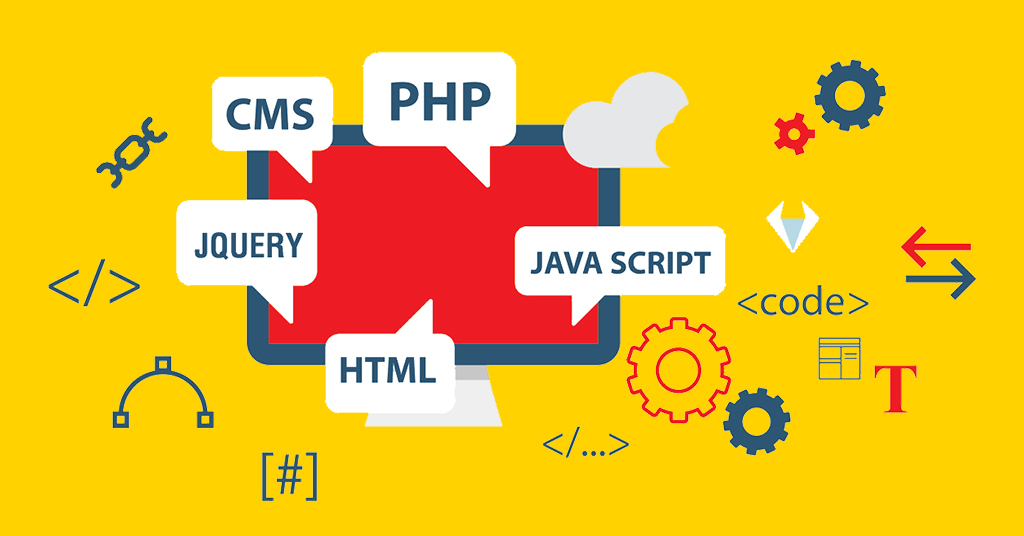 CMS
PHP
JQUERY
JAVA SCRIPT
</>
<code>
HTML
T
</...>
[#]